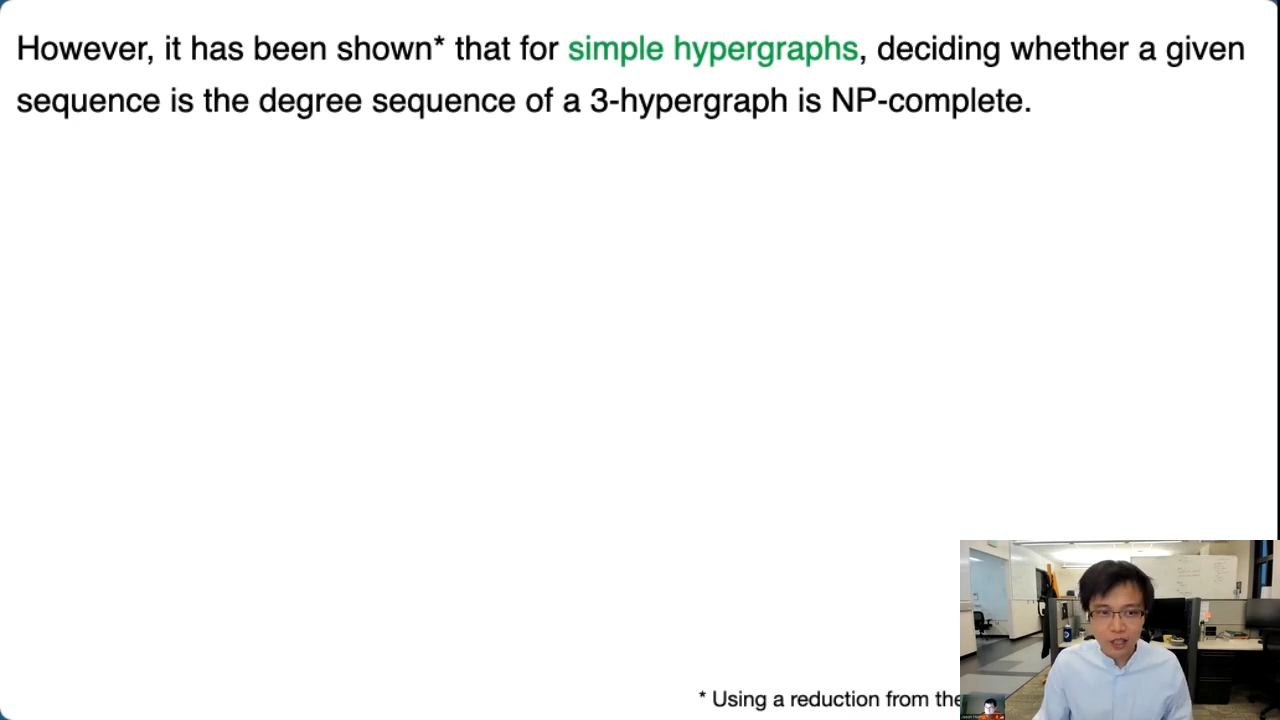 However, it has been shown* that for simple hypergraphs, deciding whether a given
sequence is the degree sequence of a 3-hypergraph is NP-complete.
* Using a reduction from the